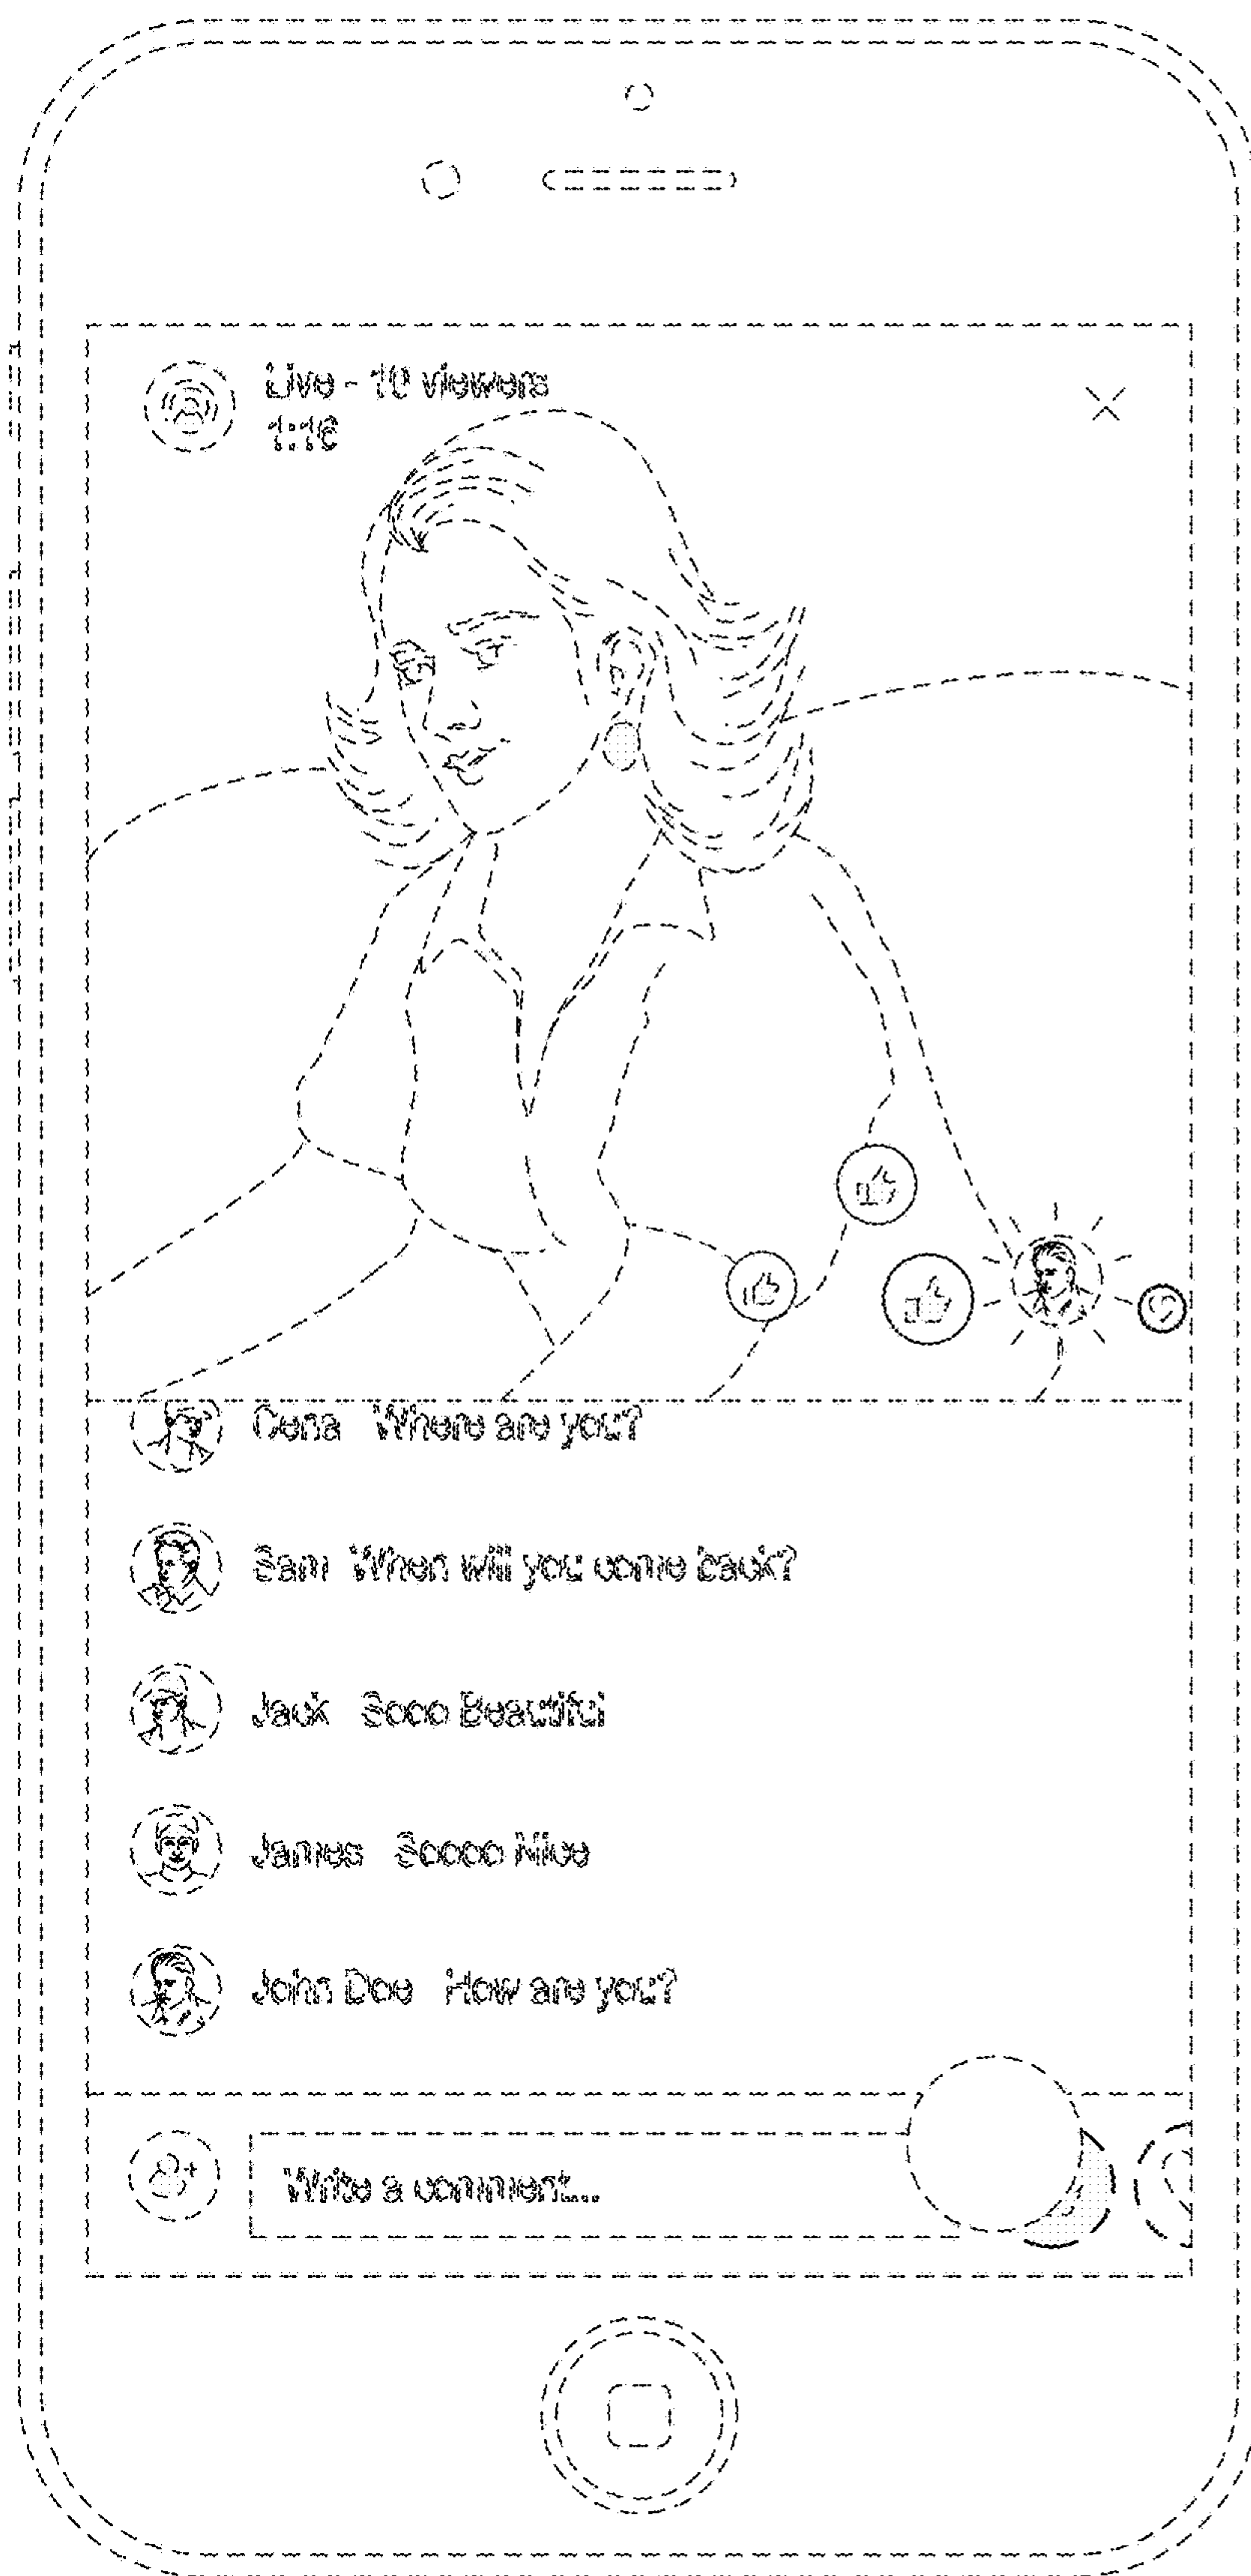 Live - 10 viewers
1:16
Cena Where are you?
Sam When will you come back?
Jack Sooo Beautiful
James Soooo Nice
John Doe How are you?
Write a comment...